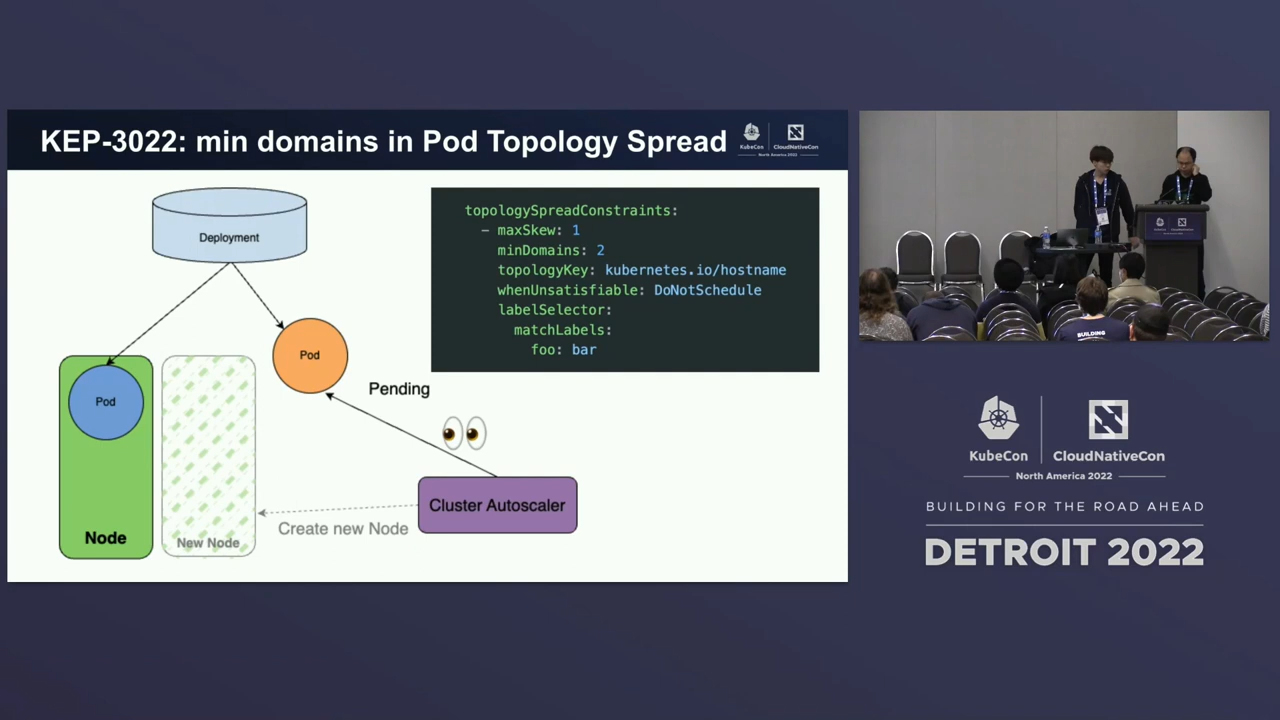 KEP-3022: min domains in Pod Topology Spread
KubeCon
CloudNativeCon
North America 2022
Deployment
topologySpreadConstraints:
- maxSkew: 1
minDomains: 2
topologyKey: kubernetes.io/hostname
whenUnsatisfiable: DoNotSchedule
labelSelector:
matchLabels:
foo: bar
Pod
Pending
Pod
Cluster Autoscaler
Create new Node
Node
New Node
BUILDING
KubeCon
CloudNativeCon
North America 2022
BUILDING FOR THE ROAD AHEAD
DETROIT 2022